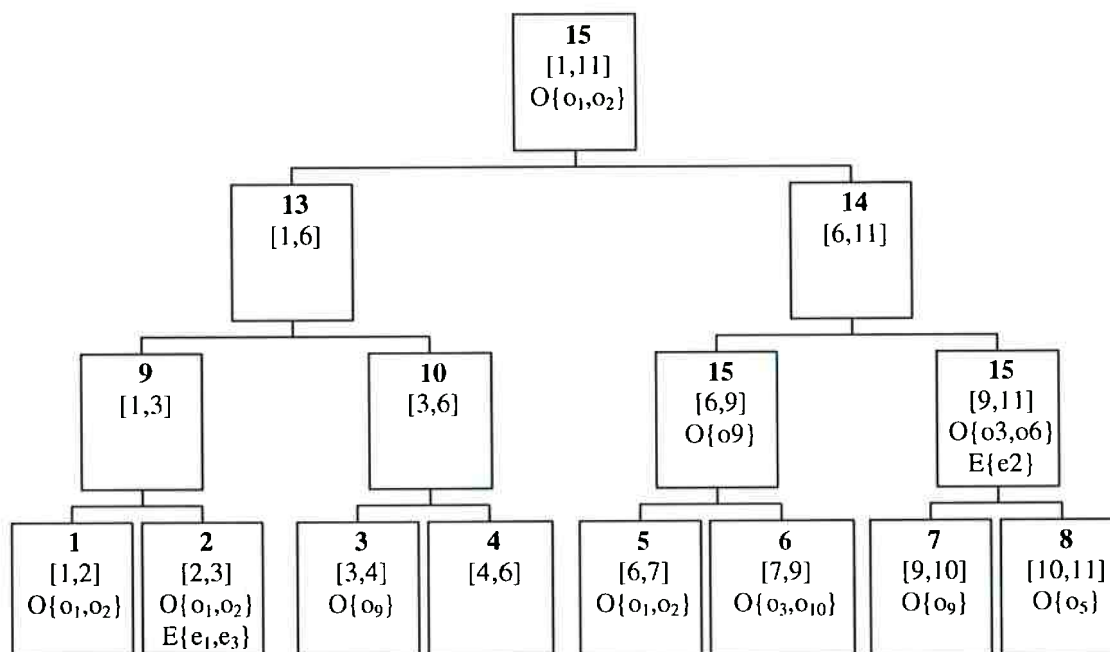 15
[1,11]
O{o₁,o₂}
13
[1,6]
14
[6,11]
9
[1,3]
10
[3,6]
15
[6,9]
O{o9}
15
[9,11]
O{o3,o6}
E{e2}
1
[1,2]
O{o₁,o₂}
2
[2,3]
O{o₁,o₂}
E{e₁,e₃}
3
[3,4]
O{o₉}
4
[4,6]
5
[6,7]
O{o₁,o₂}
6
[7,9]
O{o₃,o₁₀}
7
[9,10]
O{o₉}
8
[10,11]
O{o₅}